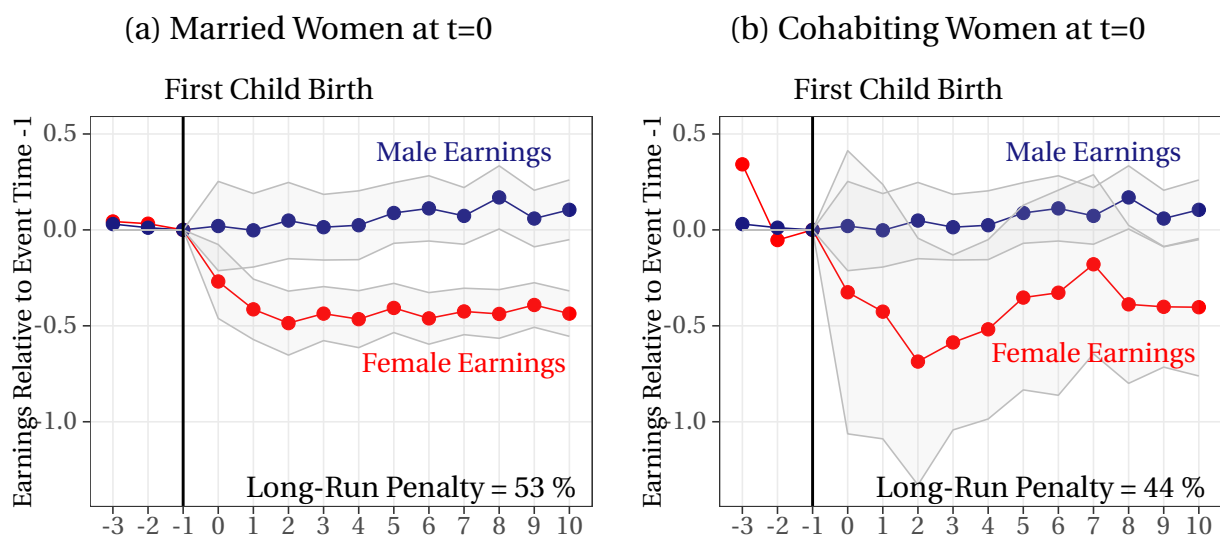 (a) Married Women at t=0
First Child Birth
Earnings Relative to Event Time -1
0.5
0.0
-0.5
-1.0
Male Earnings
Female Earnings
Long-Run Penalty = 53 %
-3 -2 -1 0 1 2 3 4 5 6 7 8 9 10
(b) Cohabiting Women at t=0
First Child Birth
Earnings Relative to Event Time -1
0.5
0.0
-0.5
-1.0
Male Earnings
Female Earnings
Long-Run Penalty = 44 %
-3 -2 -1 0 1 2 3 4 5 6 7 8 9 10